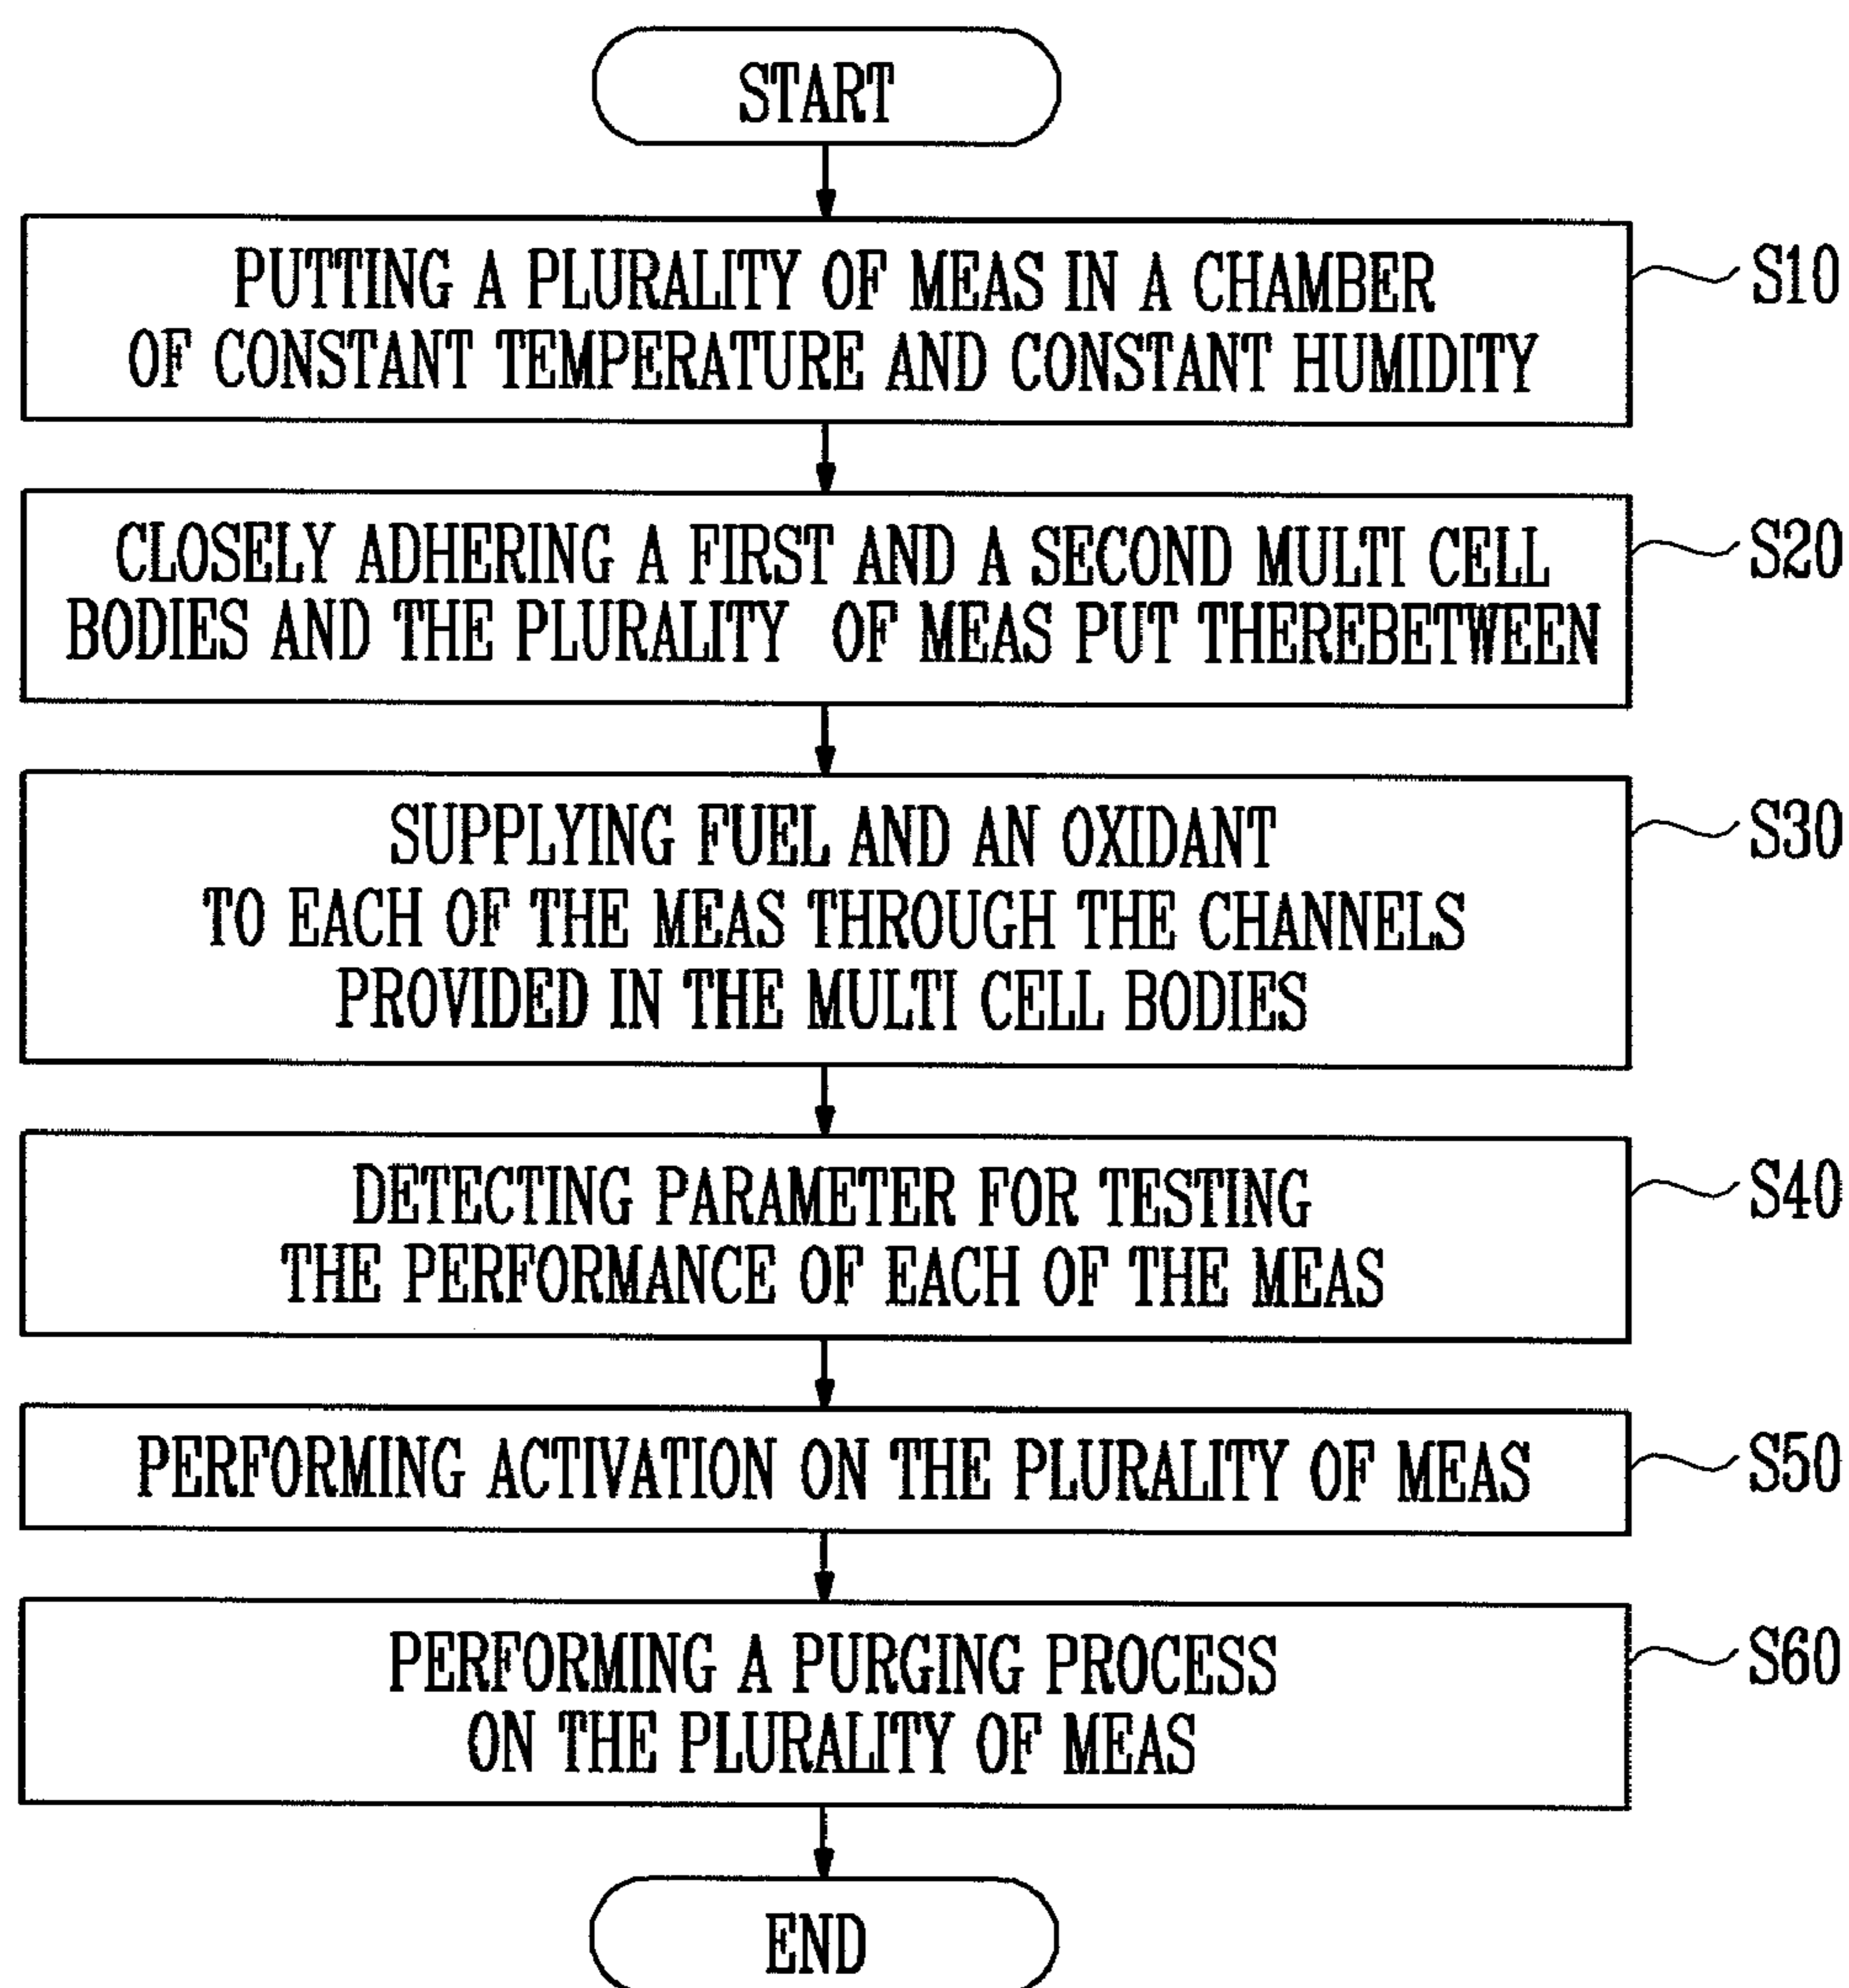 START
PUTTING A PLURALITY OF MEAS IN A CHAMBER
OF CONSTANT TEMPERATURE AND CONSTANT HUMIDITY
S10
CLOSELY ADHERING A FIRST AND A SECOND MULTI CELL
BODIES AND THE PLURALITY OF MEAS PUT THEREBETWEEN
S20
SUPPLYING FUEL AND AN OXIDANT
TO EACH OF THE MEAS THROUGH THE CHANNELS
PROVIDED IN THE MULTI CELL BODIES
S30
DETECTING PARAMETER FOR TESTING
THE PERFORMANCE OF EACH OF THE MEAS
S40
PERFORMING ACTIVATION ON THE PLURALITY OF MEAS
S50
PERFORMING A PURGING PROCESS
ON THE PLURALITY OF MEAS
S60
END